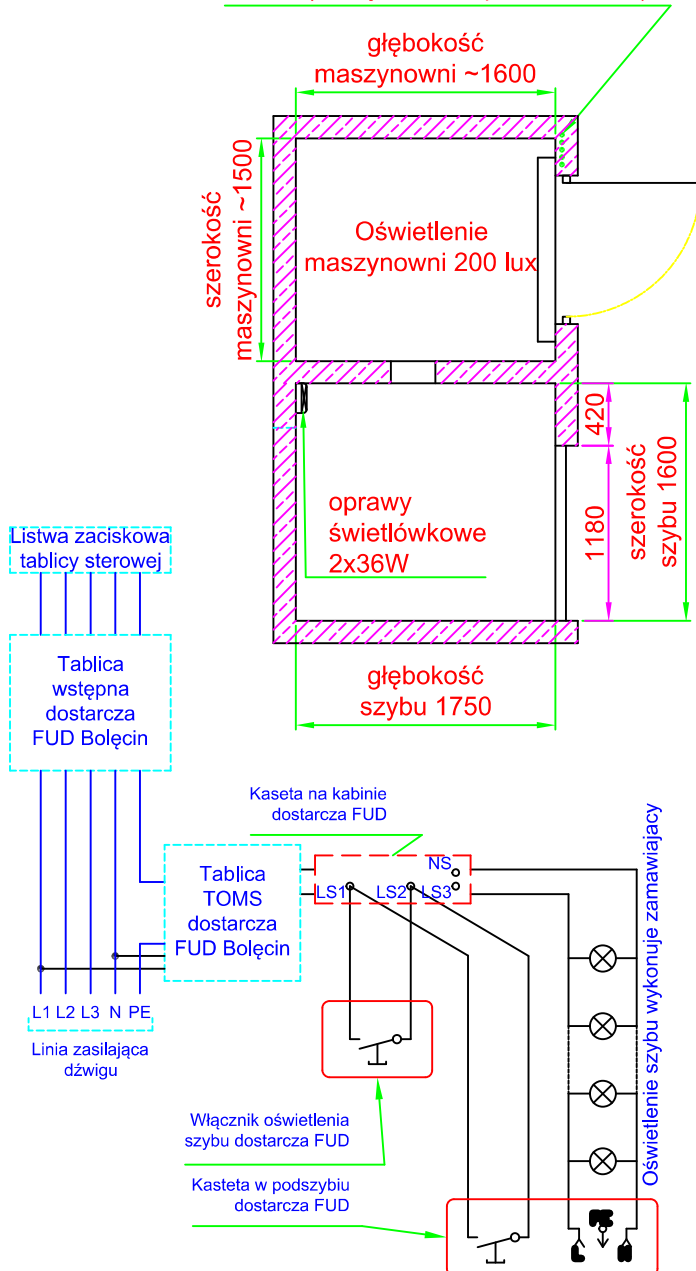 głębokość
maszynowni ~1600
szerokość
maszynowni ~1500
Oświetlenie
maszynowni 200 lux
420
1180
szerokość
szybu 1600
oprawy
świetlówkowe
2x36W
głębokość
szybu 1750
Listwa zaciskowa
tablicy sterowej
Tablica
wstępna
dostarcza
FUD Bolęcin
Kaseta na kabinie
dostarcza FUD
Tablica
TOMS
dostarcza
FUD Bolęcin
NS
LS1 LS2 LS3
L1 L2 L3 N PE
Linia zasilająca
dźwigu
Włącznik oświetlenia
szybu dostarcza FUD
Kasteta w podszybiu
dostarcza FUD
Oświetlenie szybu wykonuje zamawiajacy
PE
L N